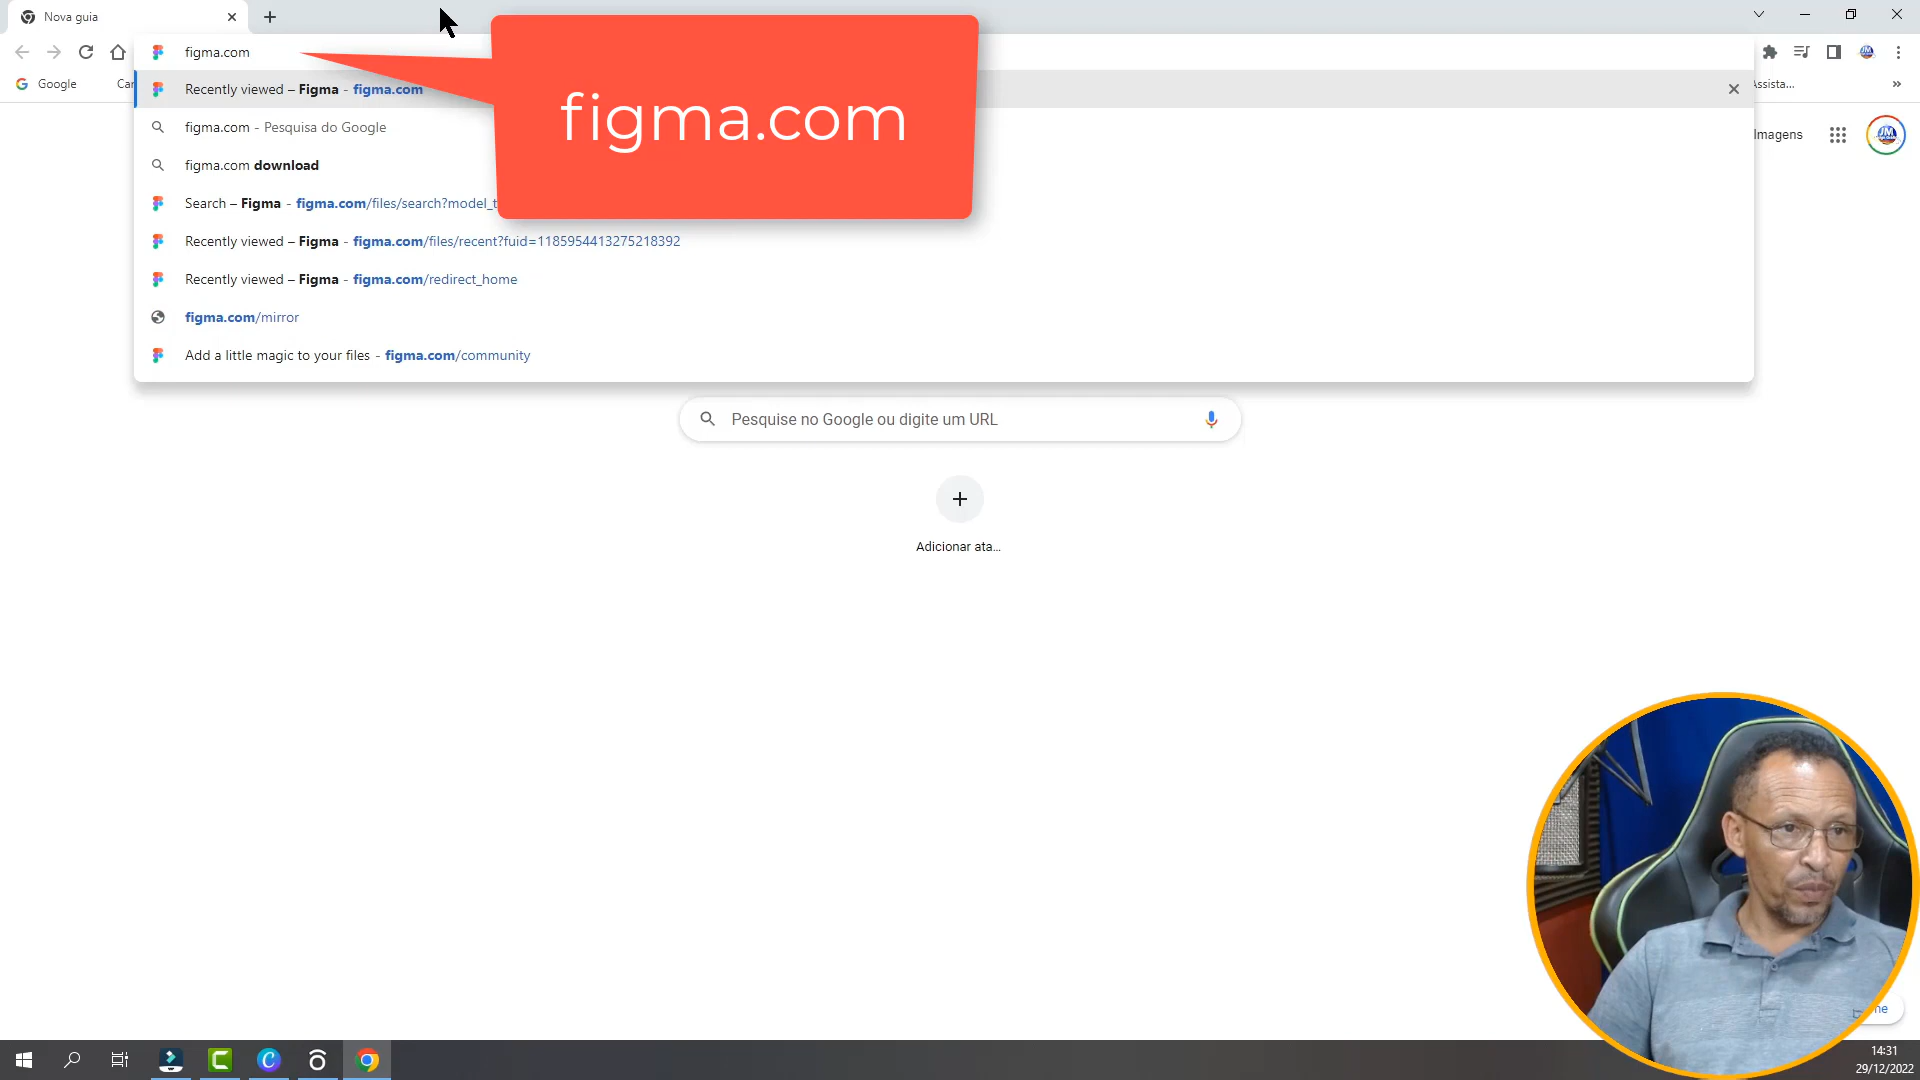 Nova guia
figma.com
Google
Car
Assista...
Recently viewed – Figma - figma.com
figma.com
figma.com - Pesquisa do Google
Imagens
JM
figma.com download
Search – Figma - figma.com/files/search?model_t
Recently viewed – Figma - figma.com/files/recent?fuid=1185954413275218392
Recently viewed – Figma - figma.com/redirect_home
figma.com/mirror
Add a little magic to your files - figma.com/community
Pesquise no Google ou digite um URL
Adicionar ata...
me
14:31
29/12/2022